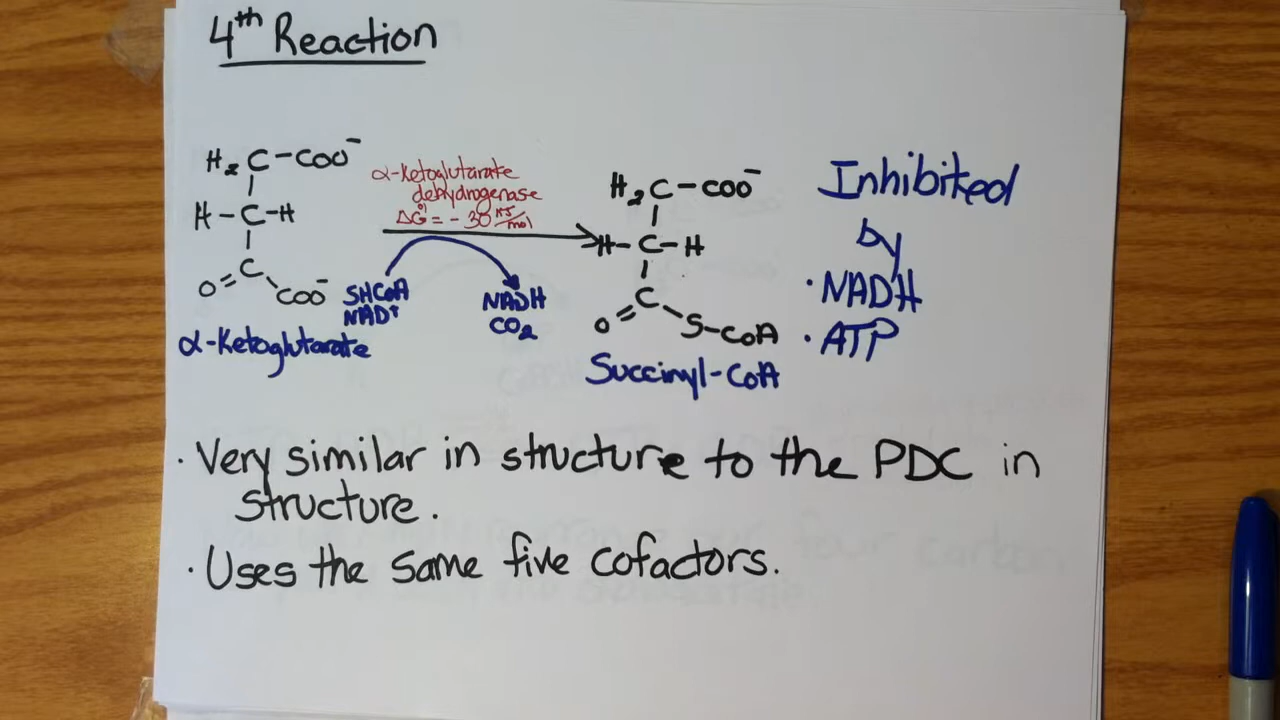 4th Reaction
H2C-COO-
H-C-H
C
O=
COO-
α-Ketoglutarate
α-Ketoglutarate
dehydrogenase
ΔG°' = -30 KJ/mol
SHCoA
NAD+
NADH
CO2
H2C-COO-
H-C-H
C
O=
S-CoA
Succinyl-CoA
Inhibited
by
· NADH
· ATP
· Very similar in structure to the PDC in
structure.
· Uses the same five cofactors.